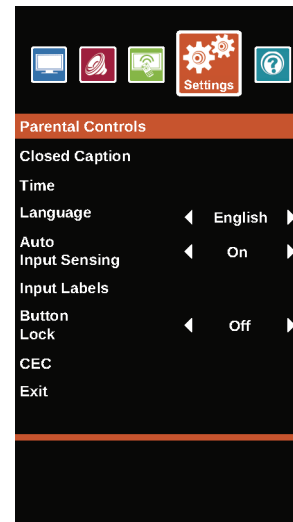 Settings
Parental Controls
Closed Caption
Time
Language English
Auto
Input Sensing On
Input Labels
Button
Lock Off
CEC
Exit